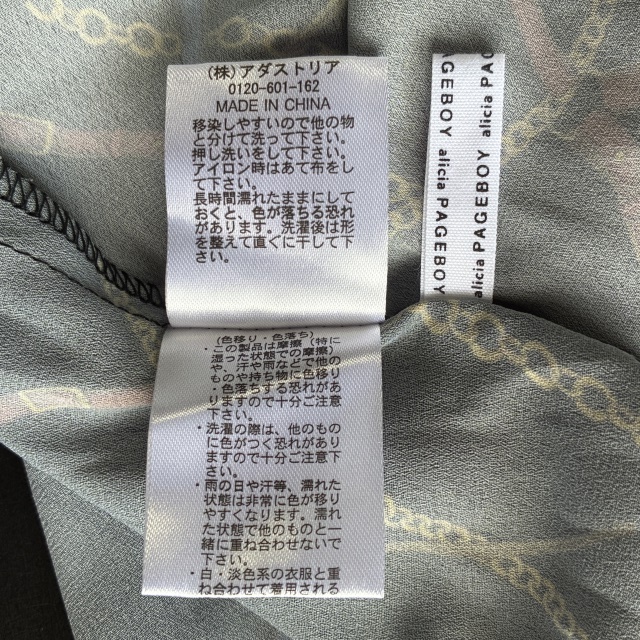 (株)アダストリア
0120-601-162
MADE IN CHINA
移染しやすいので他の物
と分けて洗って下さい。
押し洗いをして下さい。
アイロン時はあて布をし
て下さい。
長時間濡れたままにして
おくと、色が落ちる恐れ
があります。洗濯後は形
を整えて直ぐに干して下
さい。
(色移り・色落ち)
・この製品は摩擦(特に
湿った状態での摩擦)
や、汗や雨などで他の
ものや持ち物に色移り
・色落ちする恐れがあ
りますので十分ご注意
下さい。
・洗濯の際は、他のもの
に色がつく恐れがあり
ますので十分ご注意下
さい。
・雨の日や汗等、濡れた
状態は非常に色が移り
やすくなります。濡れ
た状態で他のものと一
緒に重ね合わせないで
下さい。
・白・淡色系の衣服と重
ね合わせて着用される
alicia PAGEBOY
PAGEBOY alicia PAGEBOY alicia PAG